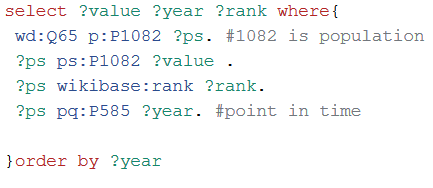 select ?value ?year ?rank where{
wd:Q65 p:P1082 ?ps. #1082 is population
?ps ps:P1082 ?value .
?ps wikibase:rank ?rank.
?ps pq:P585 ?year. #point in time
}order by ?year